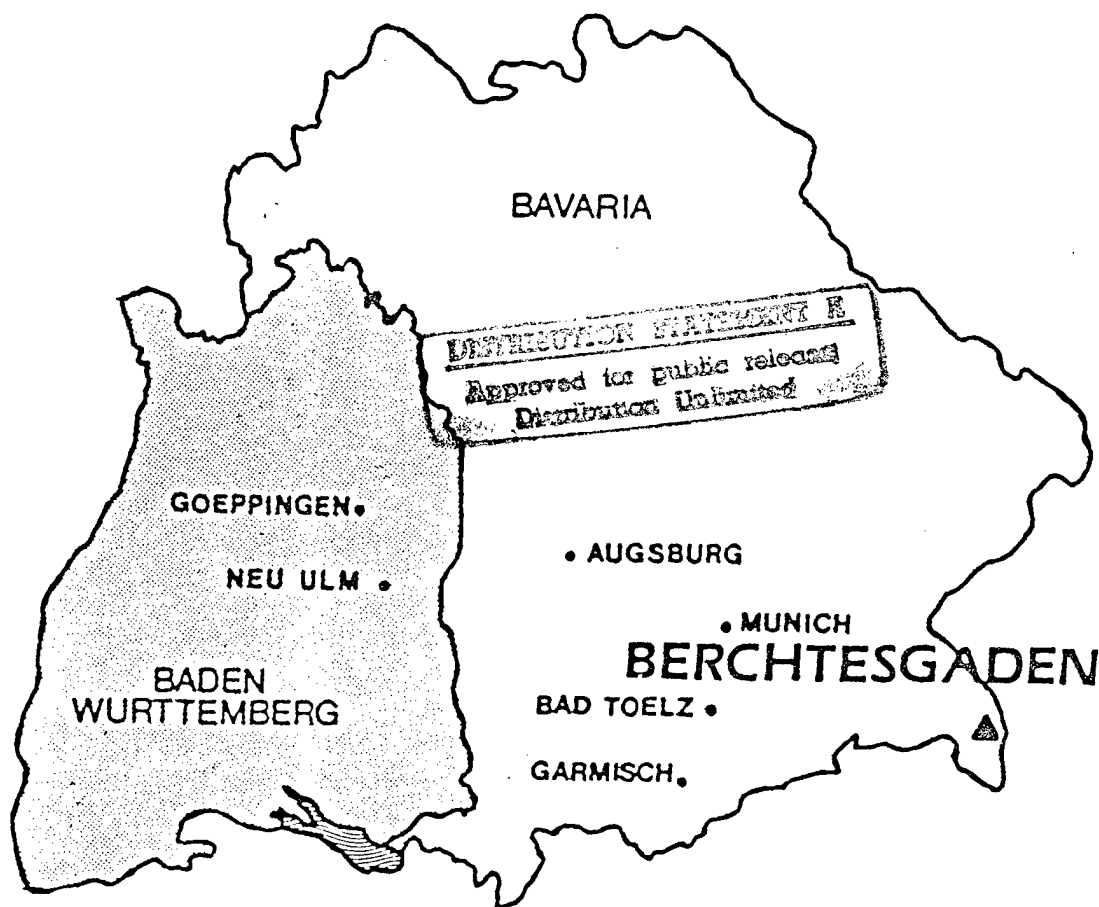 BAVARIA
DISTRIBUTION STATEMENT A
Approved for public release;
Distribution Unlimited
GOEPPINGEN
AUGSBURG
NEU ULM
MUNICH
BERCHTESGADEN
BADEN
WURTTEMBERG
BAD TOELZ
GARMISCH